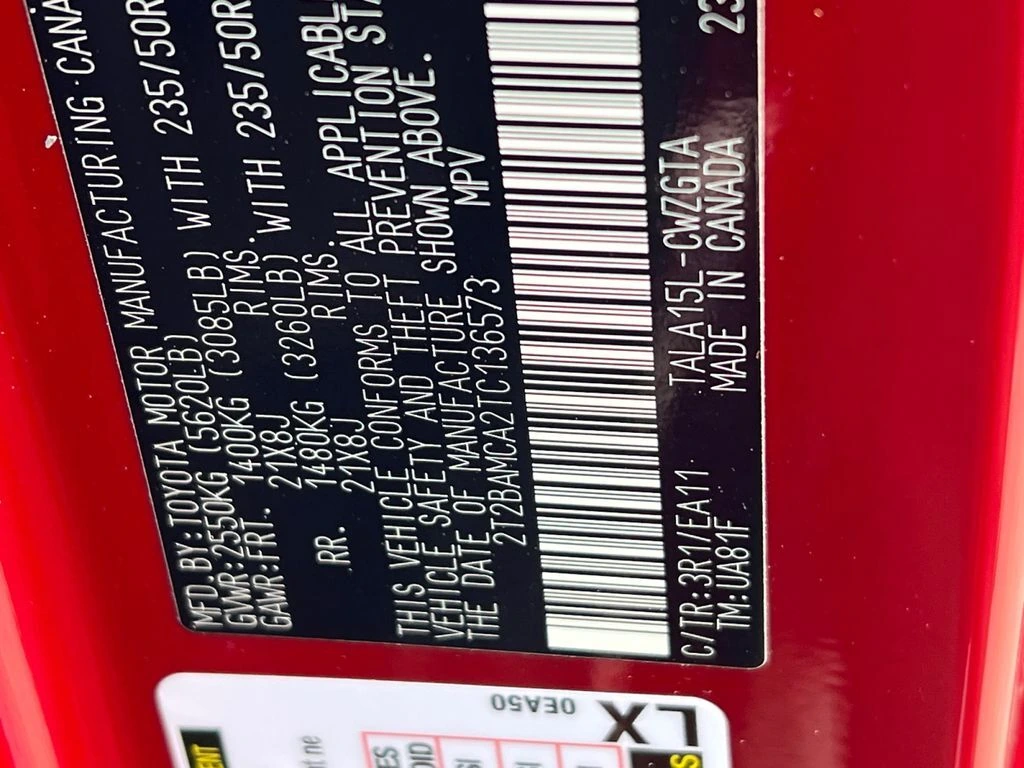 MFD.BY:TOYOTA MOTOR MANUFACTURING CANA
GVWR:2550KG (5620LB)
GAWR:FRT. 1400KG (3085LB) WITH 235/50R
21X8J RIMS.
RR. 1480KG (3260LB) WITH 235/50R
21X8J RIMS.
THIS VEHICLE CONFORMS TO ALL APPLICABL
VEHICLE SAFETY AND THEFT PREVENTION STA
THE DATE OF MANUFACTURE SHOWN ABOVE.
2T2BAMCA2TC136573 MPV
C/TR:3R1/EA11 TALA15L-CWZGTA
TM:UA81F MADE IN CANADA 23
0EA50
LX